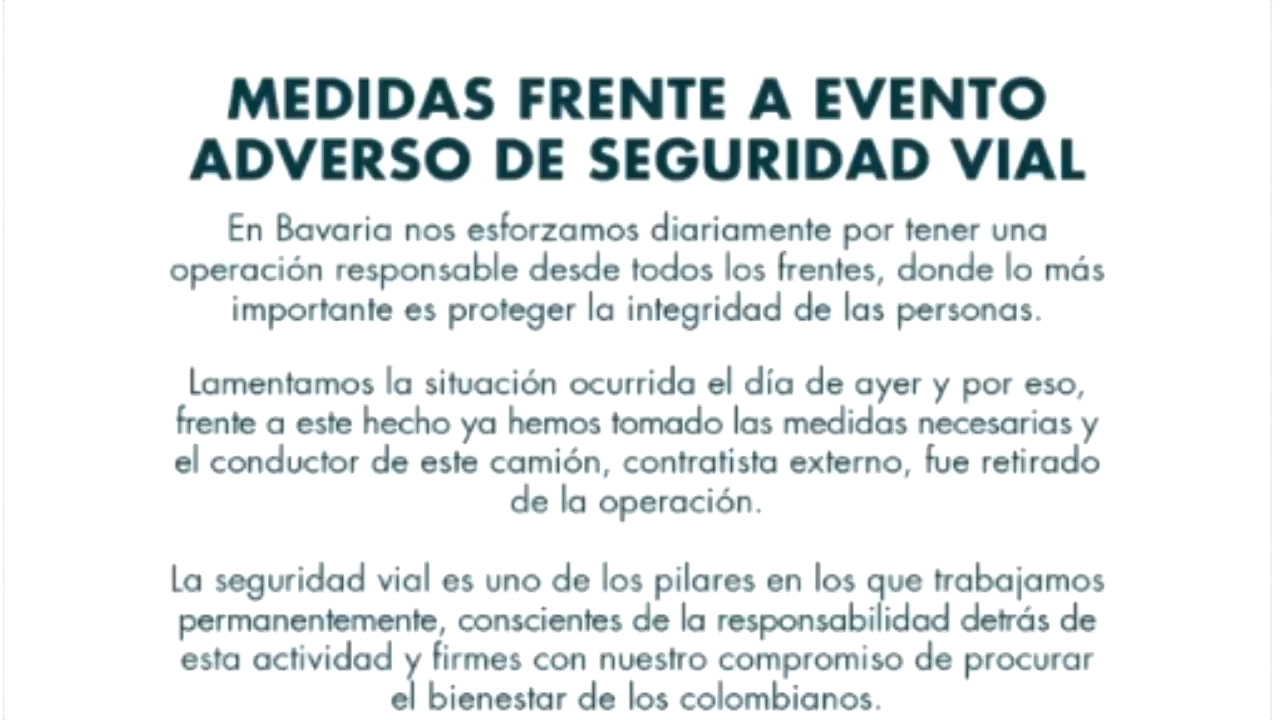 MEDIDAS FRENTE A EVENTO
ADVERSO DE SEGURIDAD VIAL
En Bavaria nos esforzamos diariamente por tener una
operación responsable desde todos los frentes, donde lo más
importante es proteger la integridad de las personas.
Lamentamos la situación ocurrida el día de ayer y por eso,
frente a este hecho ya hemos tomado las medidas necesarias y
el conductor de este camión, contratista externo, fue retirado
de la operación.
La seguridad vial es uno de los pilares en los que trabajamos
permanentemente, conscientes de la responsabilidad detrás de
esta actividad y firmes con nuestro compromiso de procurar
el bienestar de los colombianos.